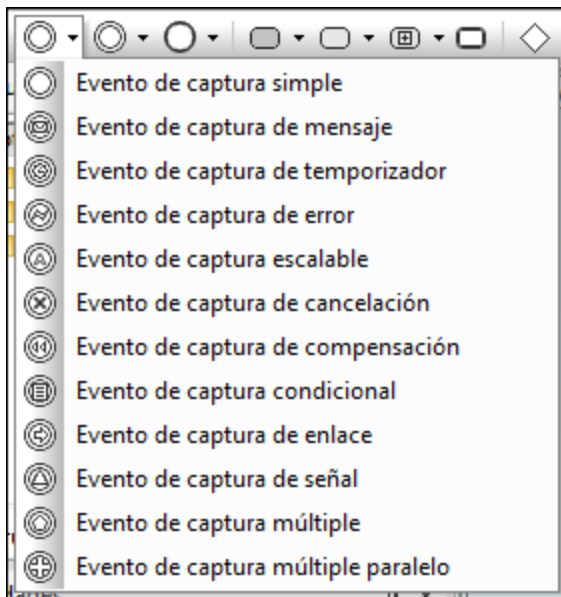 Evento de captura simple
Evento de captura de mensaje
Evento de captura de temporizador
Evento de captura de error
Evento de captura escalable
Evento de captura de cancelación
Evento de captura de compensación
Evento de captura condicional
Evento de captura de enlace
Evento de captura de señal
Evento de captura múltiple
Evento de captura múltiple paralelo